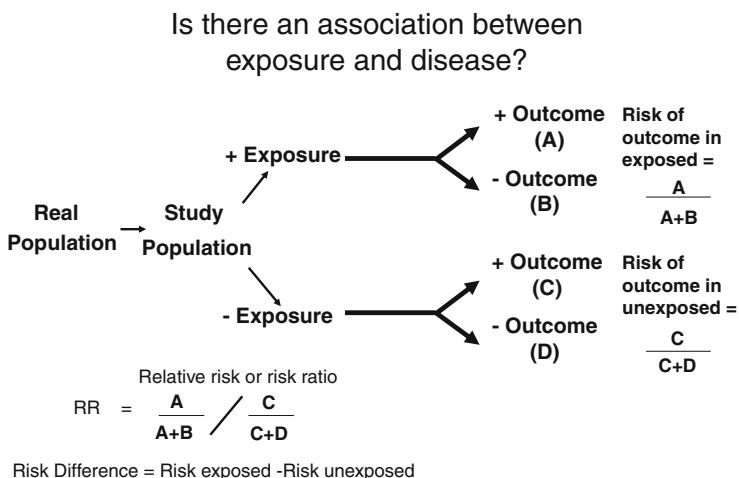 Is there an association between
exposure and disease?
+ Outcome
(A)
Risk of
outcome in
exposed =
A
A+B
+ Exposure
- Outcome
(B)
Real
Population
Study
Population
+ Outcome
(C)
Risk of
outcome in
unexposed =
C
C+D
- Exposure
- Outcome
(D)
Relative risk or risk ratio
RR = A / C
A+B C+D
Risk Difference = Risk exposed -Risk unexposed